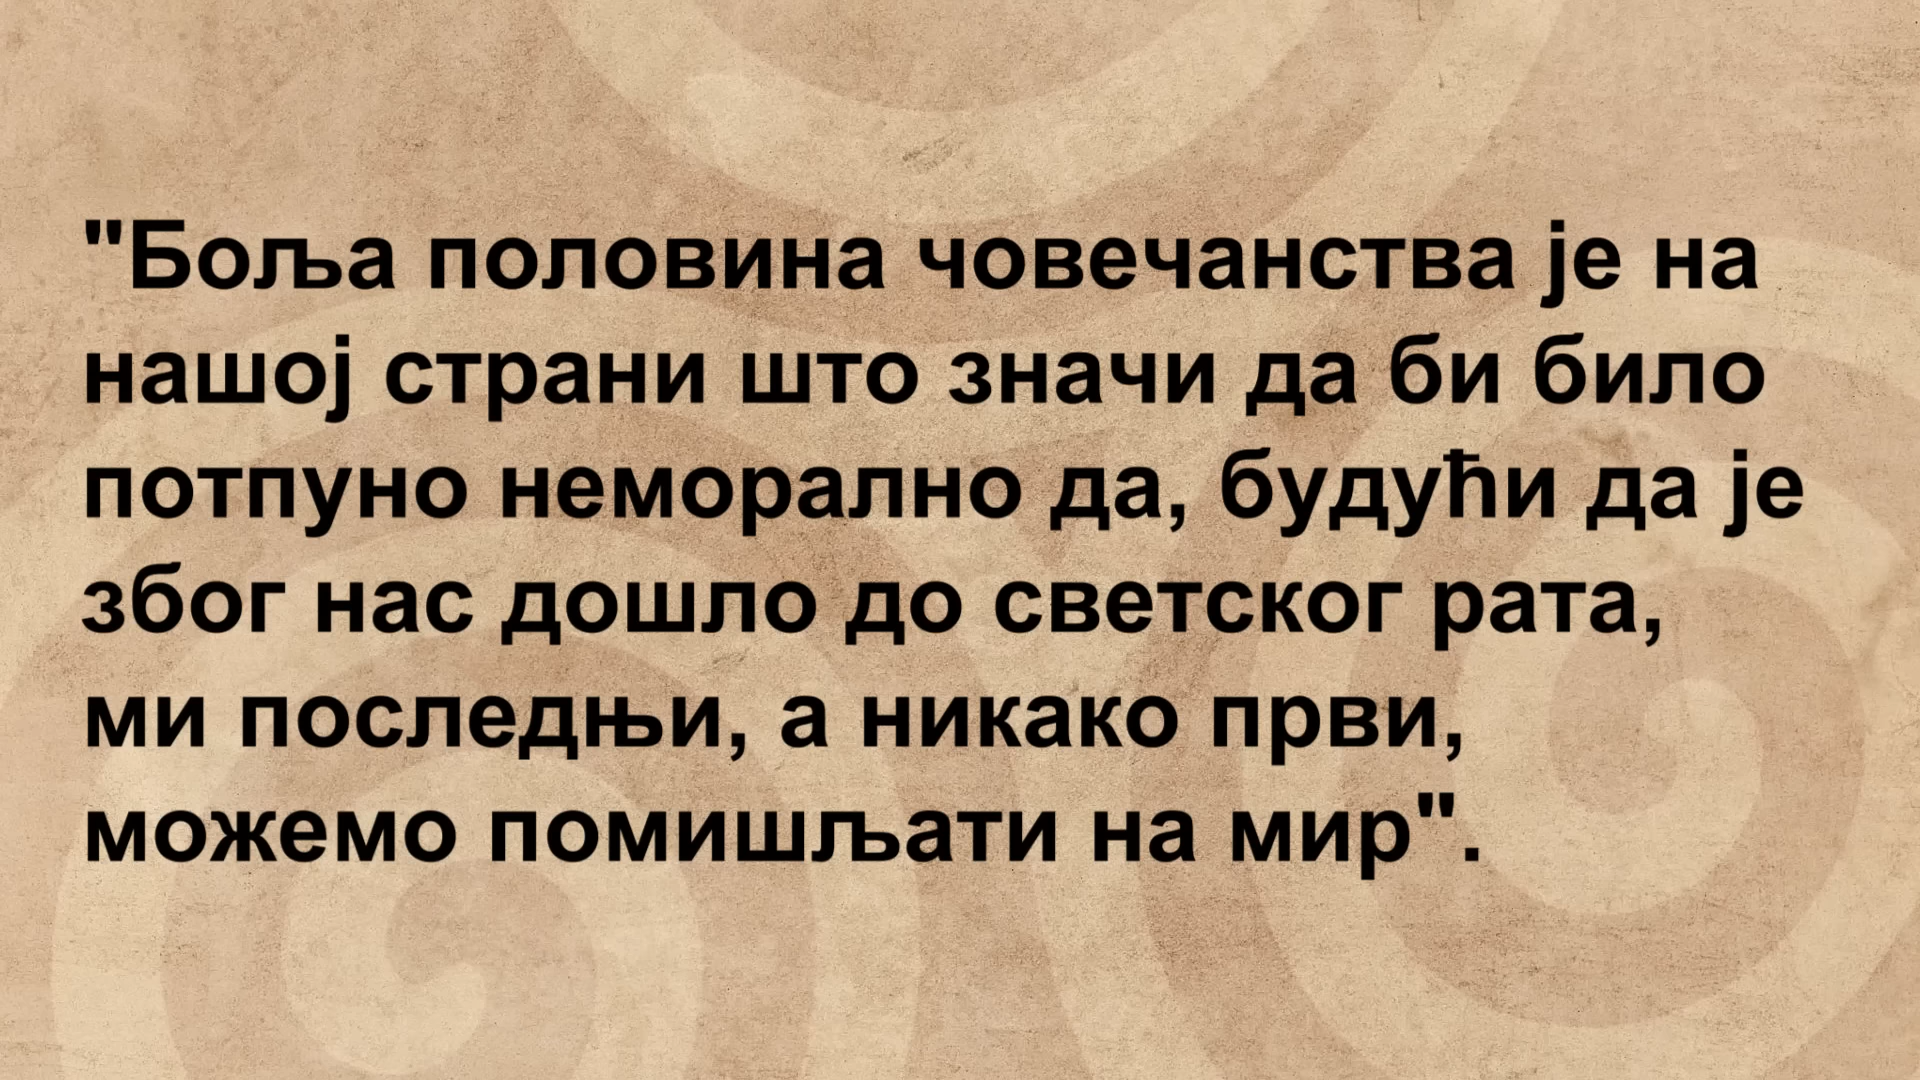 "Боља половина човечанства је на
нашој страни што значи да би било
потпуно неморално да, будући да је
због нас дошло до светског рата,
ми последњи, а никако први,
можемо помишљати на мир".